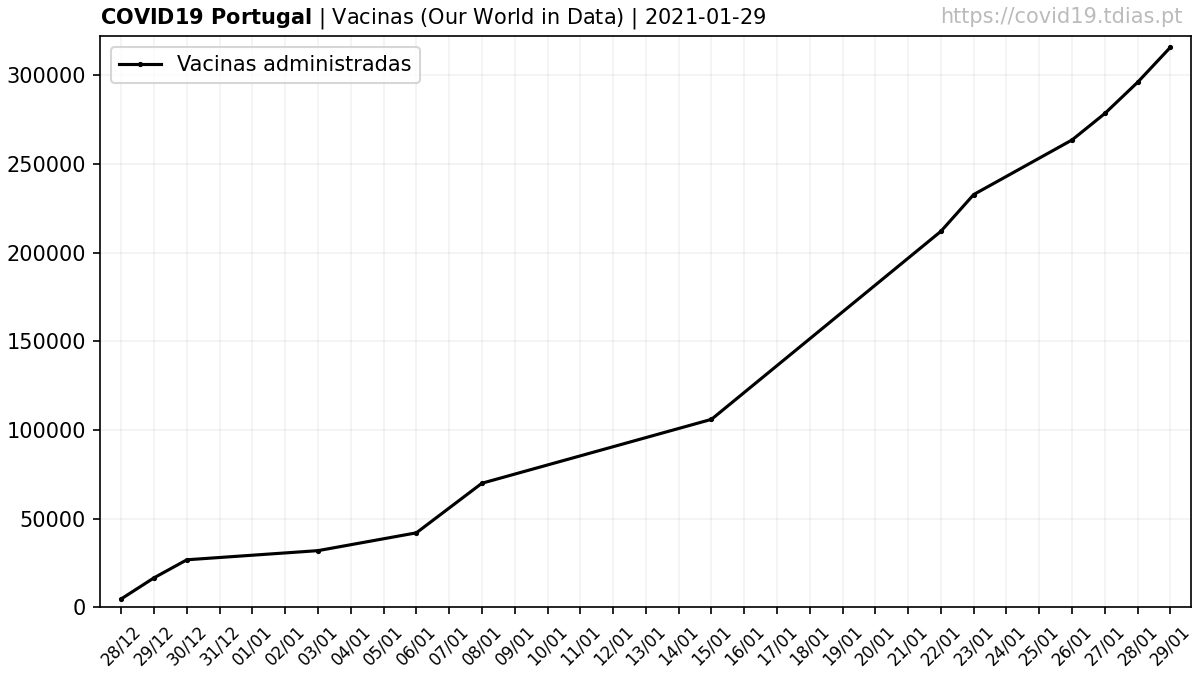 COVID19 Portugal | Vacinas (Our World in Data) | 2021-01-29
https://covid19.tdias.pt
Vacinas administradas
300000
250000
200000
150000
100000
50000
0
28/12 29/12 30/12 31/12 01/01 02/01 03/01 04/01 05/01 06/01 07/01 08/01 09/01 10/01 11/01 12/01 13/01 14/01 15/01 16/01 17/01 18/01 19/01 20/01 21/01 22/01 23/01 24/01 25/01 26/01 27/01 28/01 29/01